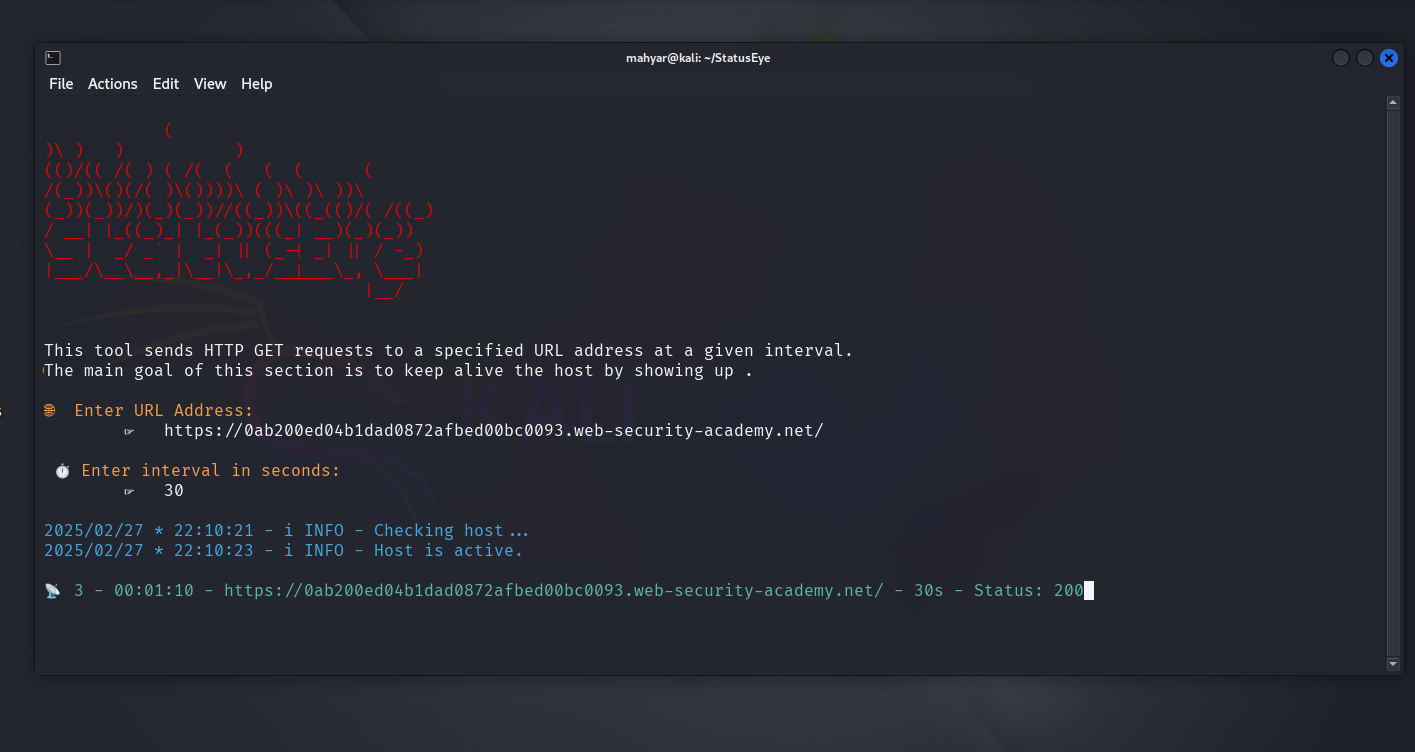 mahyar@kali: ~/StatusEye
File Actions Edit View Help
            (
)\ )   )           )
(()/(( /( ) ( /(  (   (  (      (
/(_))\()(/( )\())))\ ( )\ )\ ))\
(_))(_))/)(_)(_))//((_))\((_(()/( /((_)
/ __| |_((_)_| |_(_))(((_| __)(_)(_))
\__ |  _/ _` |  _| || (_-| _| || / -_)
|___/\__\__,_|\__|\_,_/__|___\_, \___|
                                |__/
This tool sends HTTP GET requests to a specified URL address at a given interval.
The main goal of this section is to keep alive the host by showing up .
Enter URL Address:
☞ https://0ab200ed04b1dad0872afbed00bc0093.web-security-academy.net/
Enter interval in seconds:
☞ 30
2025/02/27 * 22:10:21 - i INFO - Checking host...
2025/02/27 * 22:10:23 - i INFO - Host is active.
3 - 00:01:10 - https://0ab200ed04b1dad0872afbed00bc0093.web-security-academy.net/ - 30s - Status: 200
KALI